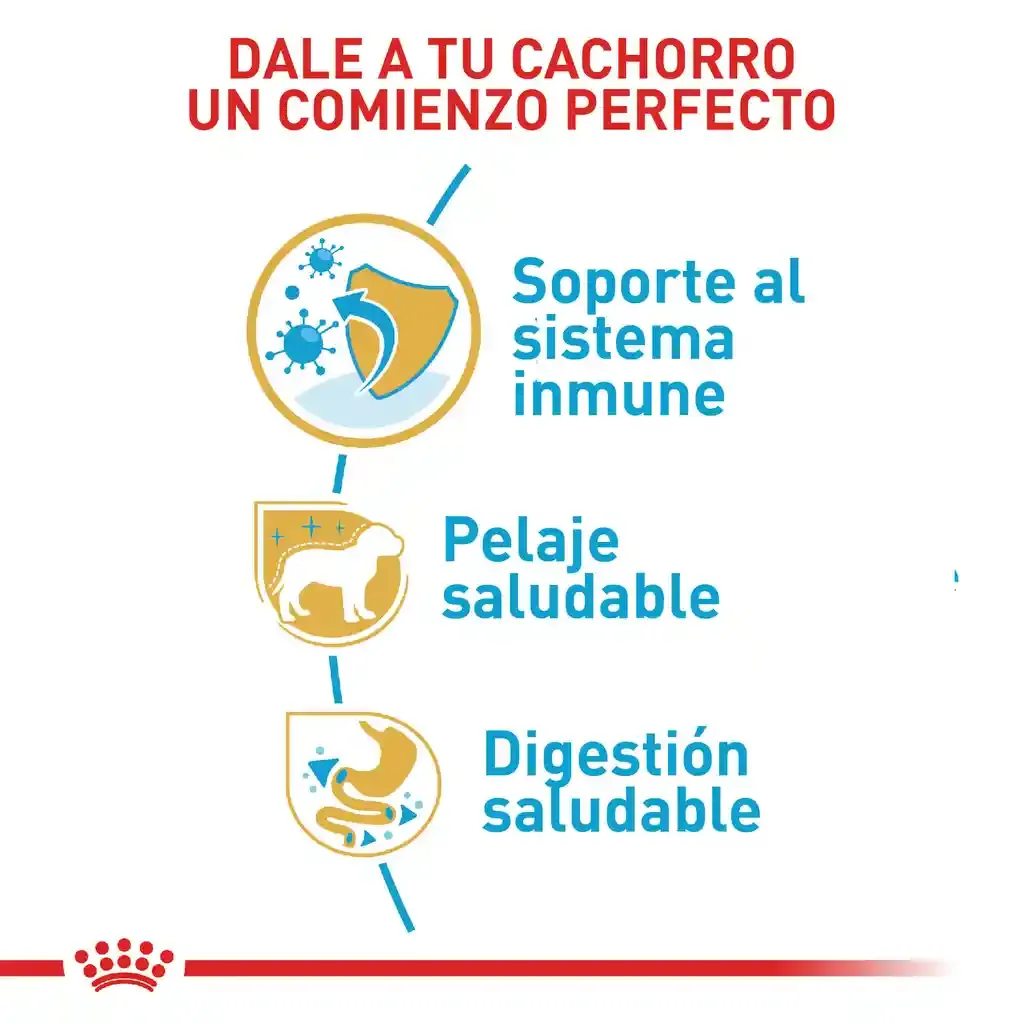 DALE A TU CACHORRO
UN COMIENZO PERFECTO
Soporte al
sistema
inmune
Pelaje
saludable
Digestión
saludable